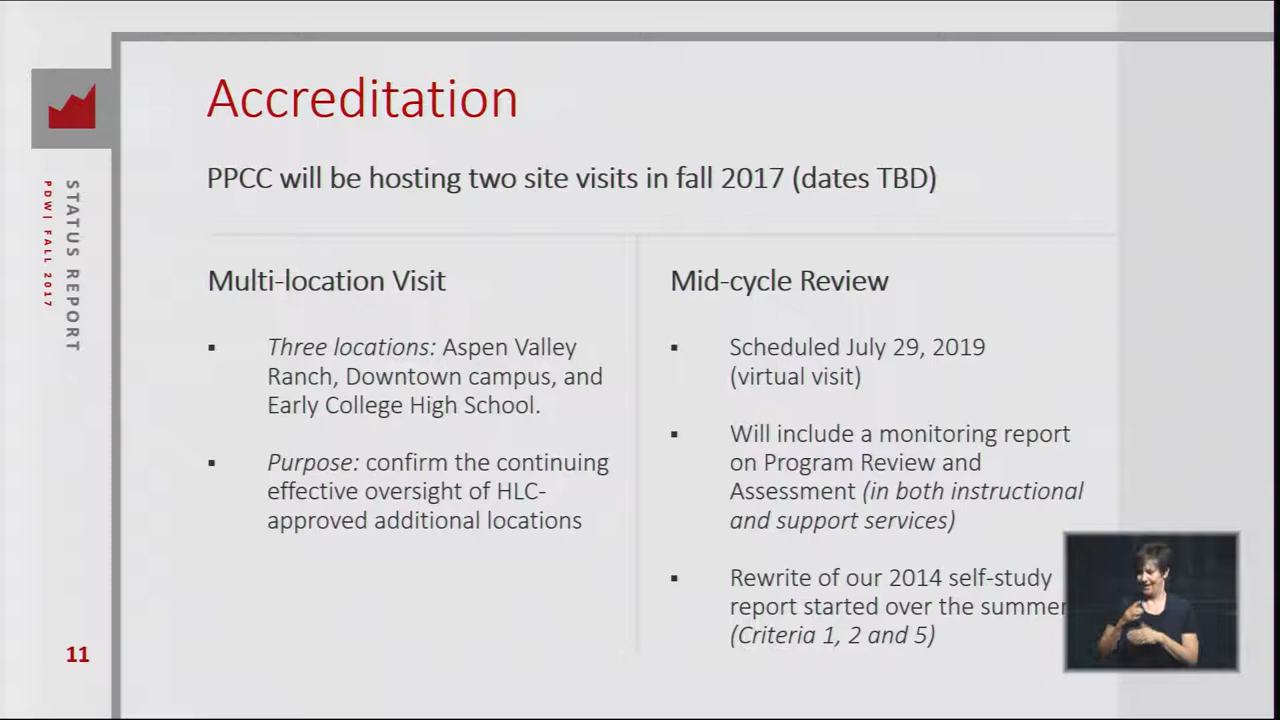 Accreditation
PPCC will be hosting two site visits in fall 2017 (dates TBD)
STATUS REPORT
PDW| FALL 2017
Multi-location Visit
▪ Three locations: Aspen Valley
Ranch, Downtown campus, and
Early College High School.
▪ Purpose: confirm the continuing
effective oversight of HLC-
approved additional locations
Mid-cycle Review
▪ Scheduled July 29, 2019
(virtual visit)
▪ Will include a monitoring report
on Program Review and
Assessment (in both instructional
and support services)
▪ Rewrite of our 2014 self-study
report started over the summer
(Criteria 1, 2 and 5)
11